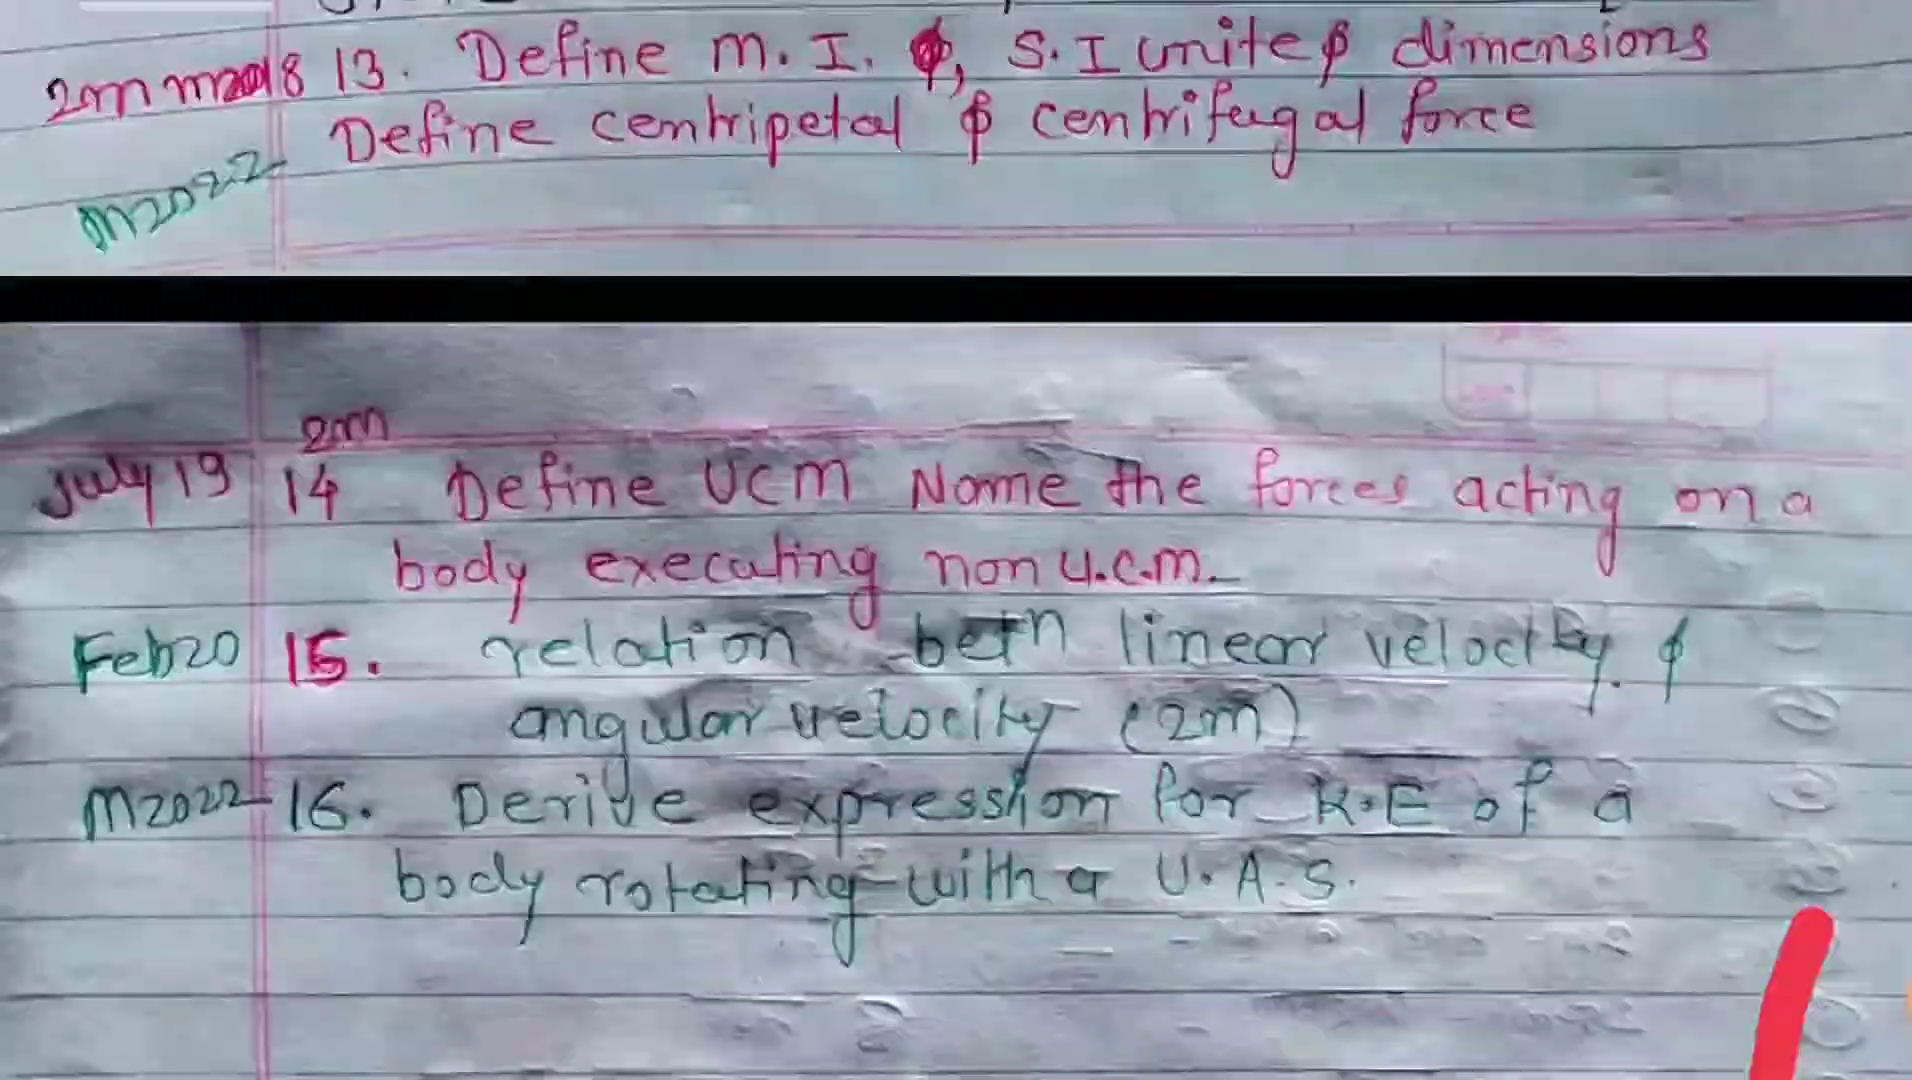 2m m2018 13. Define m. I. , S.I unit & dimensions
Define centripetal & centrifugal force
M2022
2m
July 19 14 Define UCM Name the forces acting on a
body executing non u.c.m.
Feb20 15. relation betn linear velocity. &
angular velocity (2m)
M2022 16. Derive expression for K.E of a
body rotating with a U.A.S.